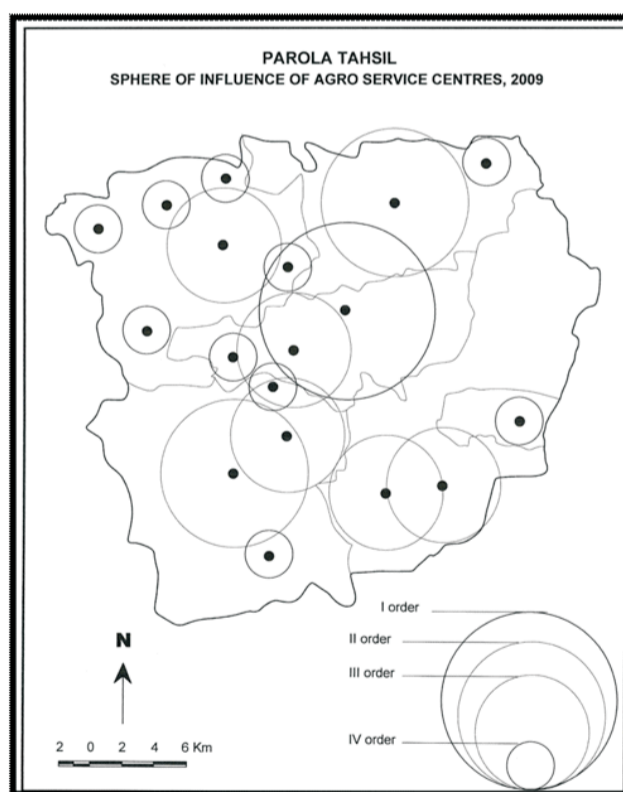 PAROLA TAHSIL
SPHERE OF INFLUENCE OF AGRO SERVICE CENTRES, 2009
I order
II order
III order
IV order
N
2 0 2 4 6 Km